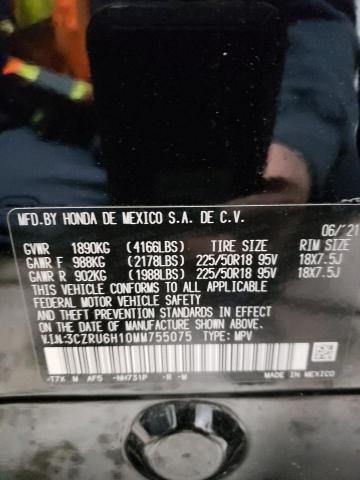 MFD.BY HONDA DE MEXICO S.A. DE C.V.
06/21
GVWR 1890KG (4166LBS) TIRE SIZE RIM SIZE
GAWR F 988KG (2178LBS) 225/50R18 95V 18X7.5J
GAWR R 902KG (1988LBS) 225/50R18 95V 18X7.5J
THIS VEHICLE CONFORMS TO ALL APPLICABLE
FEDERAL MOTOR VEHICLE SAFETY
AND THEFT PREVENTION STANDARDS IN EFFECT
ON THE DATE OF MANUFACTURE SHOWN ABOVE.
V.I.N:3CZRU6H10MM755075 TYPE: MPV
-T7X M AF5 -NH731P -B -M MADE IN MEXICO